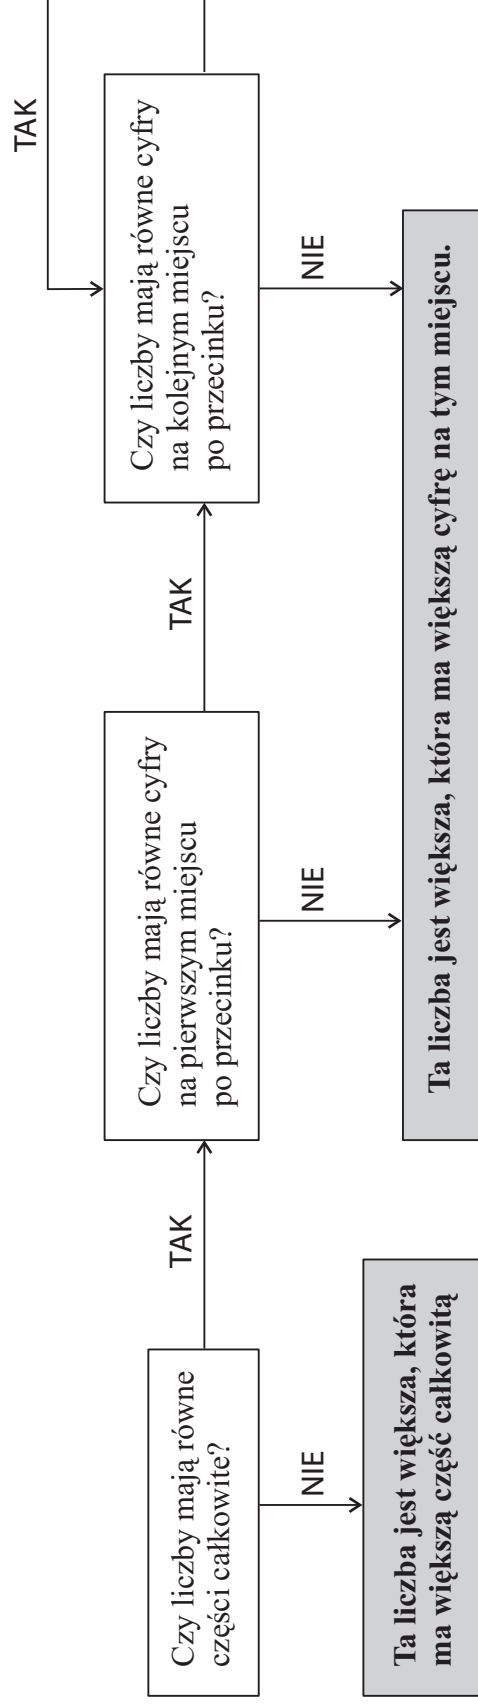 Czy liczby mają równe
części całkowite?
NIE
Ta liczba jest większa, która
ma większą część całkowitą
TAK
Czy liczby mają równe cyfry
na pierwszym miejscu
po przecinku?
NIE
TAK
Czy liczby mają równe cyfry
na kolejnym miejscu
po przecinku?
NIE
TAK
Ta liczba jest większa, która ma większą cyfrę na tym miejscu.